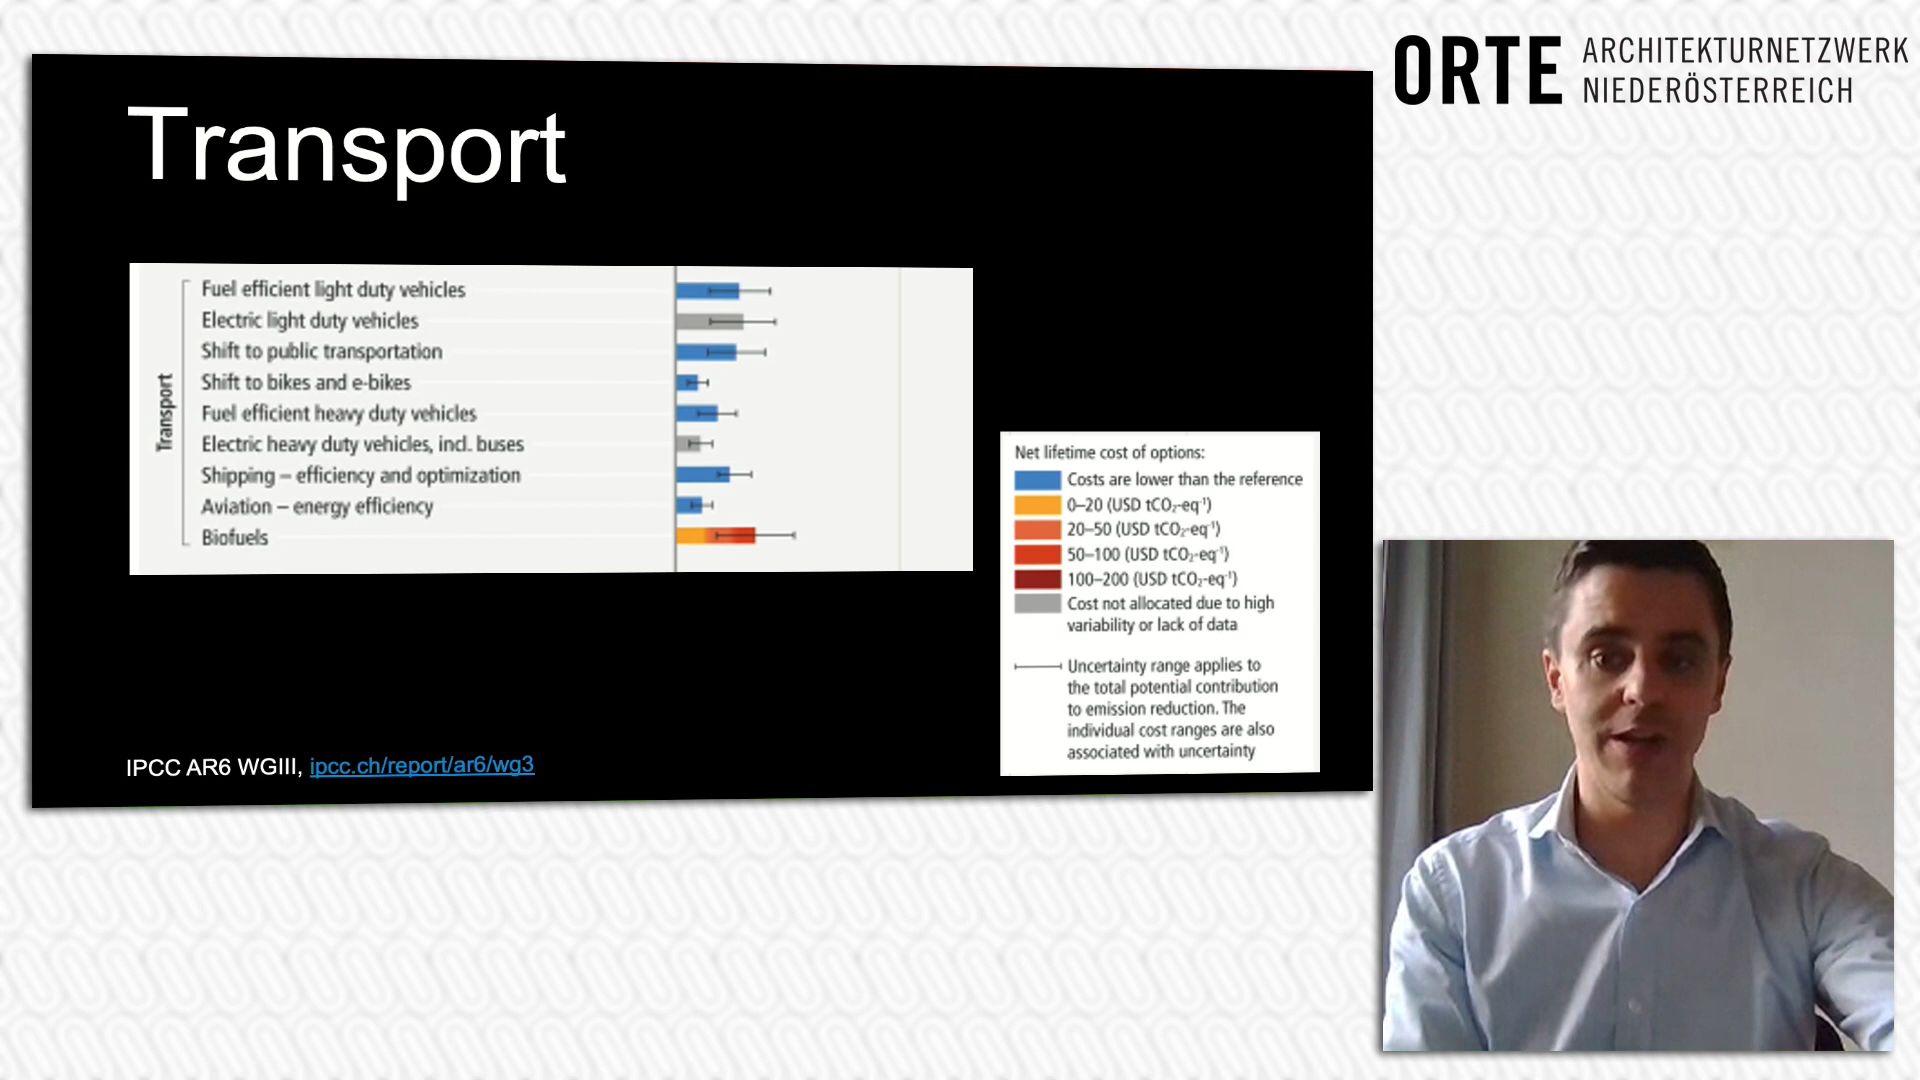 ORTE ARCHITEKTURNETZWERK
NIEDERÖSTERREICH
Transport
Transport
Fuel efficient light duty vehicles
Electric light duty vehicles
Shift to public transportation
Shift to bikes and e-bikes
Fuel efficient heavy duty vehicles
Electric heavy duty vehicles, incl. buses
Shipping – efficiency and optimization
Aviation – energy efficiency
Biofuels
Net lifetime cost of options:
Costs are lower than the reference
0–20 (USD tCO₂-eq⁻¹)
20–50 (USD tCO₂-eq⁻¹)
50–100 (USD tCO₂-eq⁻¹)
100–200 (USD tCO₂-eq⁻¹)
Cost not allocated due to high
variability or lack of data
Uncertainty range applies to
the total potential contribution
to emission reduction. The
individual cost ranges are also
associated with uncertainty
IPCC AR6 WGIII, ipcc.ch/report/ar6/wg3